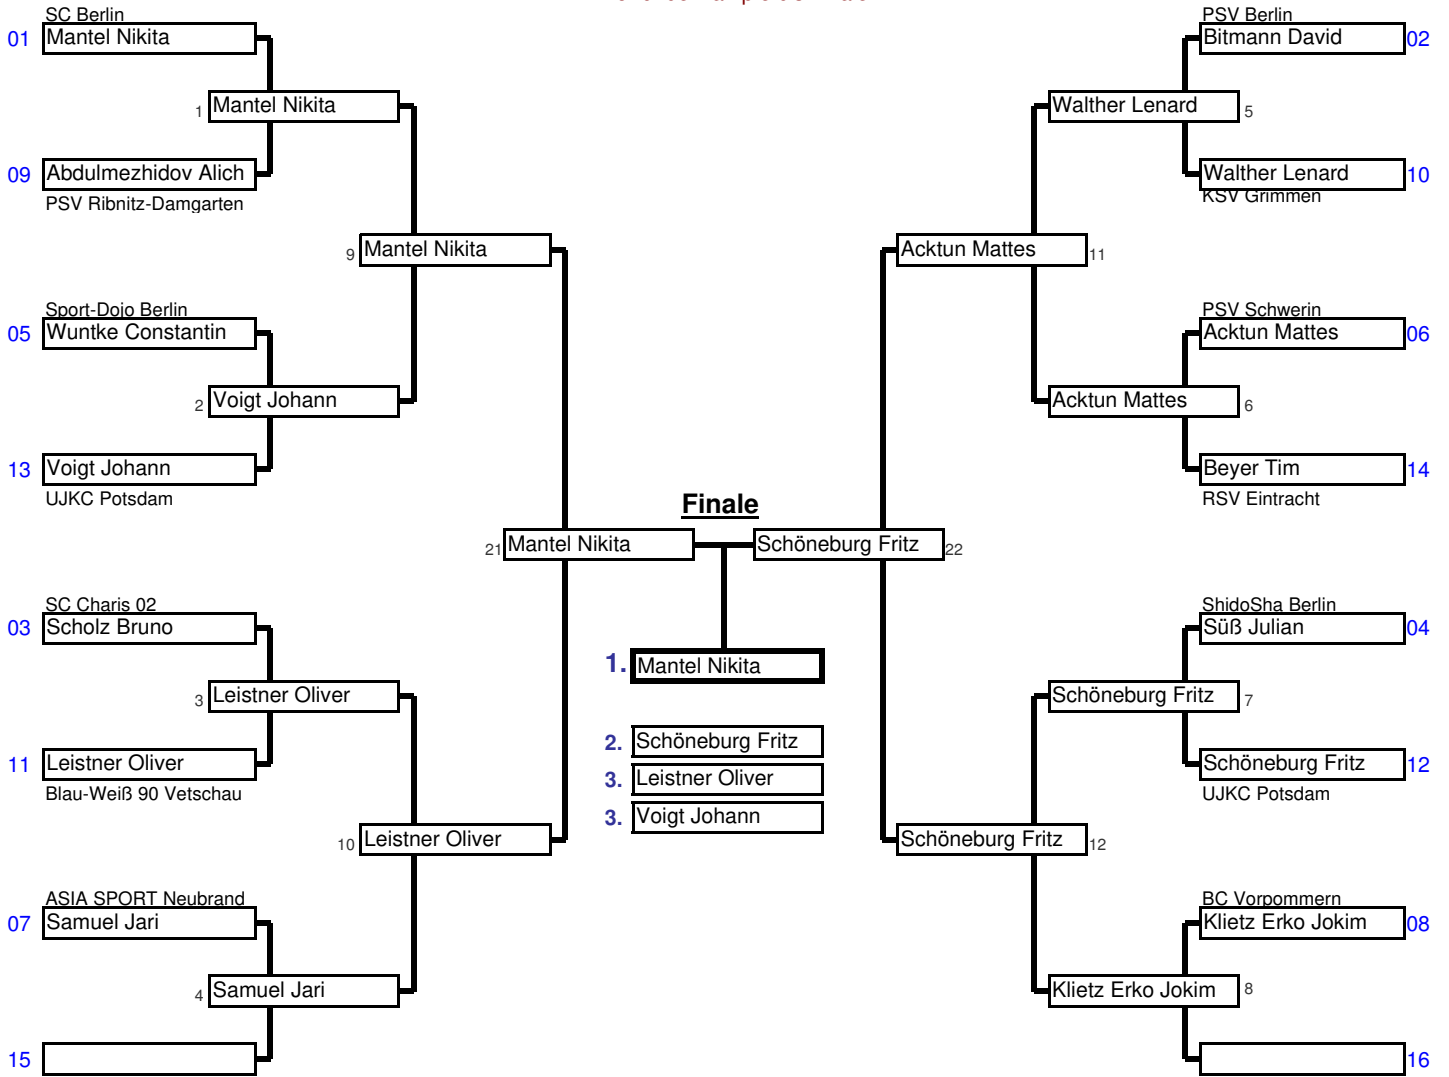 SC Berlin
01 Mantel Nikita
1 Mantel Nikita
09 Abdulmezhidov Alich
PSV Ribnitz-Damgarten
9 Mantel Nikita
Sport-Dojo Berlin
05 Wuntke Constantin
2 Voigt Johann
13 Voigt Johann
UJKC Potsdam
21 Mantel Nikita
SC Charis 02
03 Scholz Bruno
3 Leistner Oliver
11 Leistner Oliver
Blau-Weiß 90 Vetschau
10 Leistner Oliver
ASIA SPORT Neubrand
07 Samuel Jari
4 Samuel Jari
15
Finale
1. Mantel Nikita
2. Schöneburg Fritz
3. Leistner Oliver
3. Voigt Johann
PSV Berlin
Bitmann David 02
Walther Lenard 5
Walther Lenard 10
KSV Grimmen
Acktun Mattes 11
PSV Schwerin
Acktun Mattes 06
Acktun Mattes 6
Beyer Tim 14
RSV Eintracht
Schöneburg Fritz 22
ShidoSha Berlin
Süß Julian 04
Schöneburg Fritz 7
Schöneburg Fritz 12
UJKC Potsdam
Schöneburg Fritz 12
BC Vorpommern
Klietz Erko Jokim 08
Klietz Erko Jokim 8
16